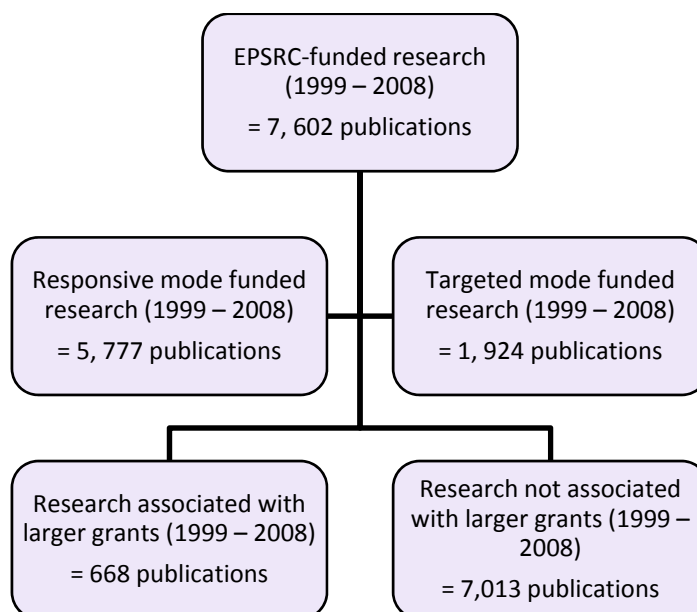 EPSRC-funded research
(1999 – 2008)
= 7, 602 publications
Responsive mode funded
research (1999 – 2008)
= 5, 777 publications
Targeted mode funded
research (1999 – 2008)
= 1, 924 publications
Research associated with
larger grants (1999 – 2008)
= 668 publications
Research not associated
with larger grants (1999 –
2008)
= 7,013 publications